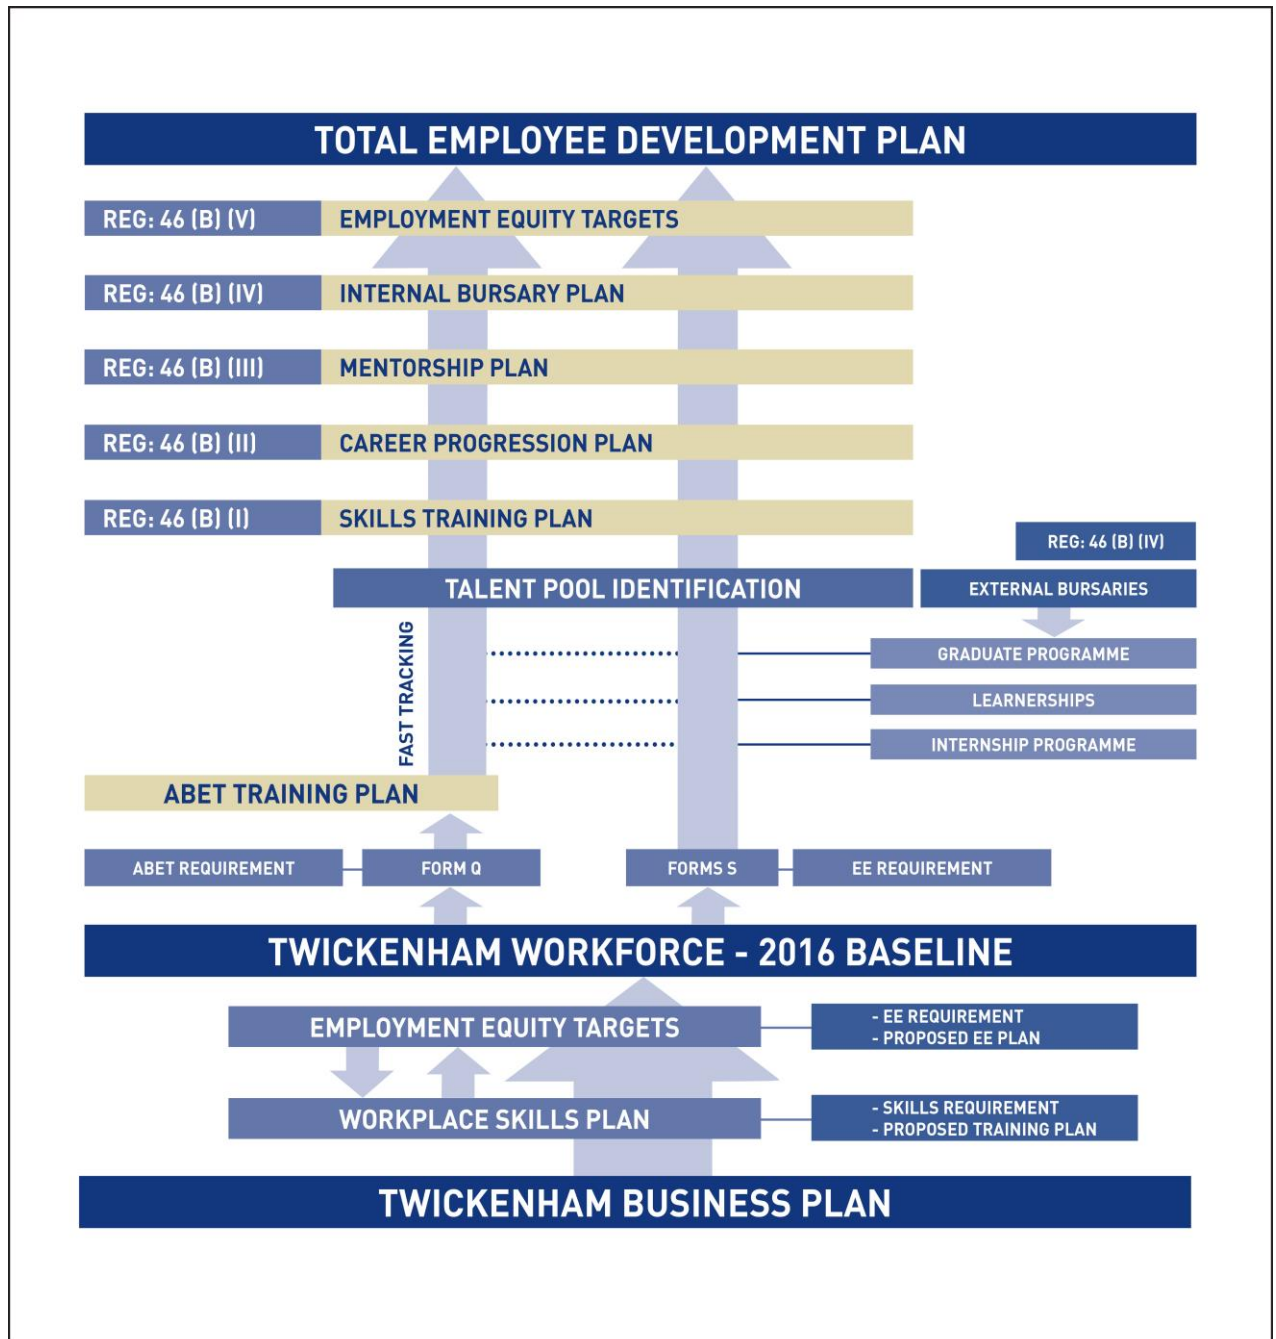 TOTAL EMPLOYEE DEVELOPMENT PLAN
REG: 46 (B) (V)
EMPLOYMENT EQUITY TARGETS
REG: 46 (B) (IV)
INTERNAL BURSARY PLAN
REG: 46 (B) (III)
MENTORSHIP PLAN
REG: 46 (B) (II)
CAREER PROGRESSION PLAN
REG: 46 (B) (I)
SKILLS TRAINING PLAN
REG: 46 (B) (IV)
TALENT POOL IDENTIFICATION
EXTERNAL BURSARIES
FAST TRACKING
GRADUATE PROGRAMME
LEARNERSHIPS
INTERNSHIP PROGRAMME
ABET TRAINING PLAN
ABET REQUIREMENT
FORM Q
FORMS S
EE REQUIREMENT
TWICKENHAM WORKFORCE - 2016 BASELINE
EMPLOYMENT EQUITY TARGETS
- EE REQUIREMENT
- PROPOSED EE PLAN
WORKPLACE SKILLS PLAN
- SKILLS REQUIREMENT
- PROPOSED TRAINING PLAN
TWICKENHAM BUSINESS PLAN